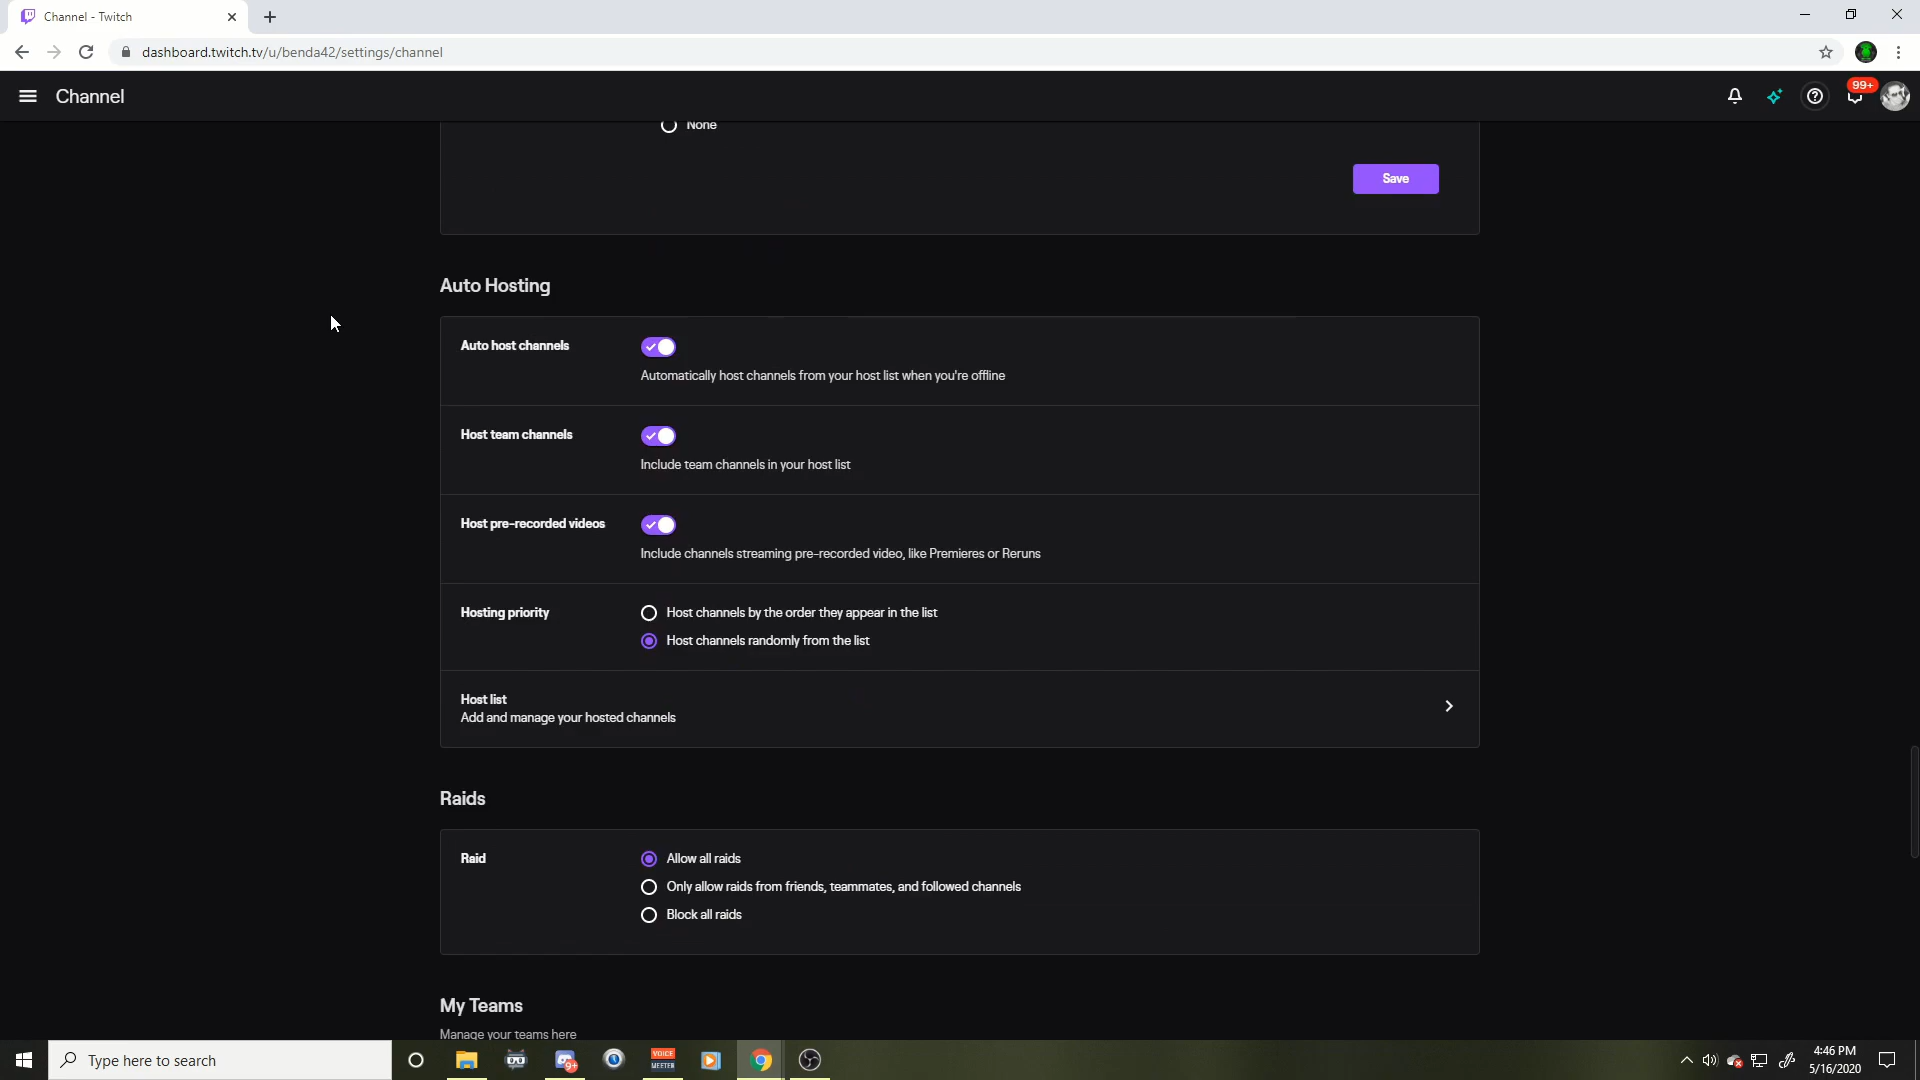 Channel - Twitch
dashboard.twitch.tv/u/benda42/settings/channel
Channel
99+
None
Save
Auto Hosting
Auto host channels
Automatically host channels from your host list when you're offline
Host team channels
Include team channels in your host list
Host pre-recorded videos
Include channels streaming pre-recorded video, like Premieres or Reruns
Hosting priority
Host channels by the order they appear in the list
Host channels randomly from the list
Host list
Add and manage your hosted channels
Raids
Raid
Allow all raids
Only allow raids from friends, teammates, and followed channels
Block all raids
My Teams
Manage your teams here
Type here to search
9+
VOICE
MEETER
4:46 PM
5/16/2020